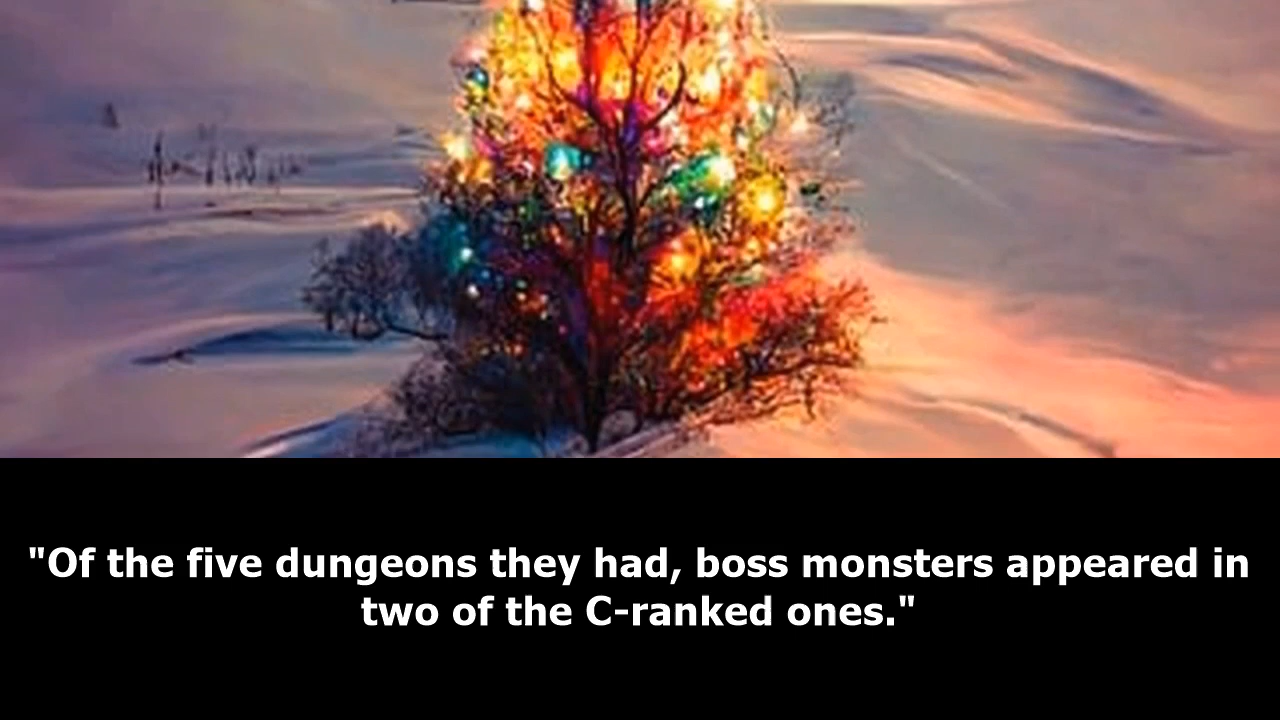 "Of the five dungeons they had, boss monsters appeared in
two of the C-ranked ones."